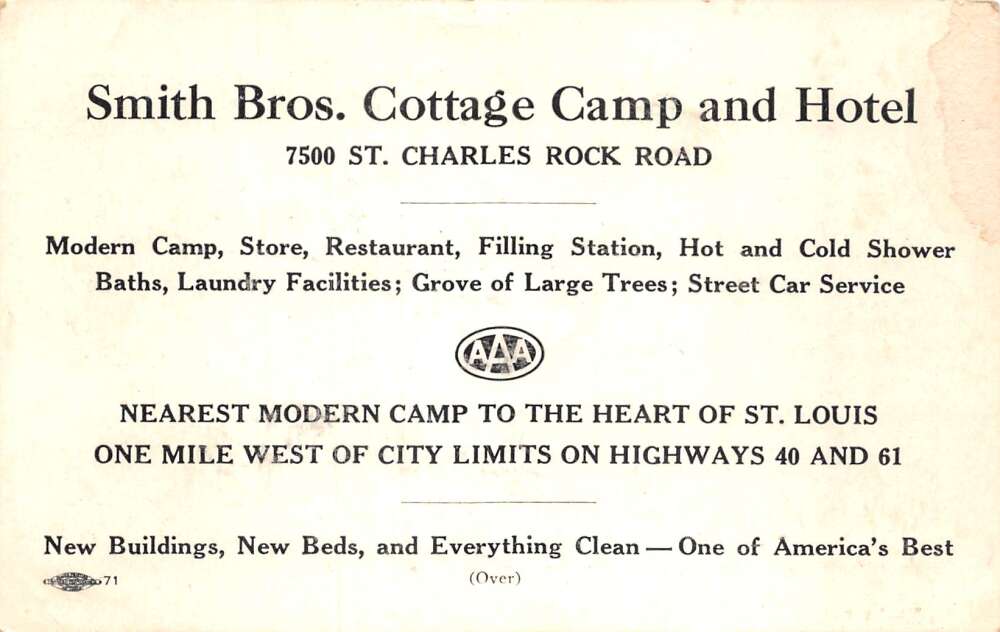 Smith Bros. Cottage Camp and Hotel
7500 ST. CHARLES ROCK ROAD
Modern Camp, Store, Restaurant, Filling Station, Hot and Cold Shower
Baths, Laundry Facilities; Grove of Large Trees; Street Car Service
AAA
NEAREST MODERN CAMP TO THE HEART OF ST. LOUIS
ONE MILE WEST OF CITY LIMITS ON HIGHWAYS 40 AND 61
New Buildings, New Beds, and Everything Clean — One of America's Best
71
(Over)